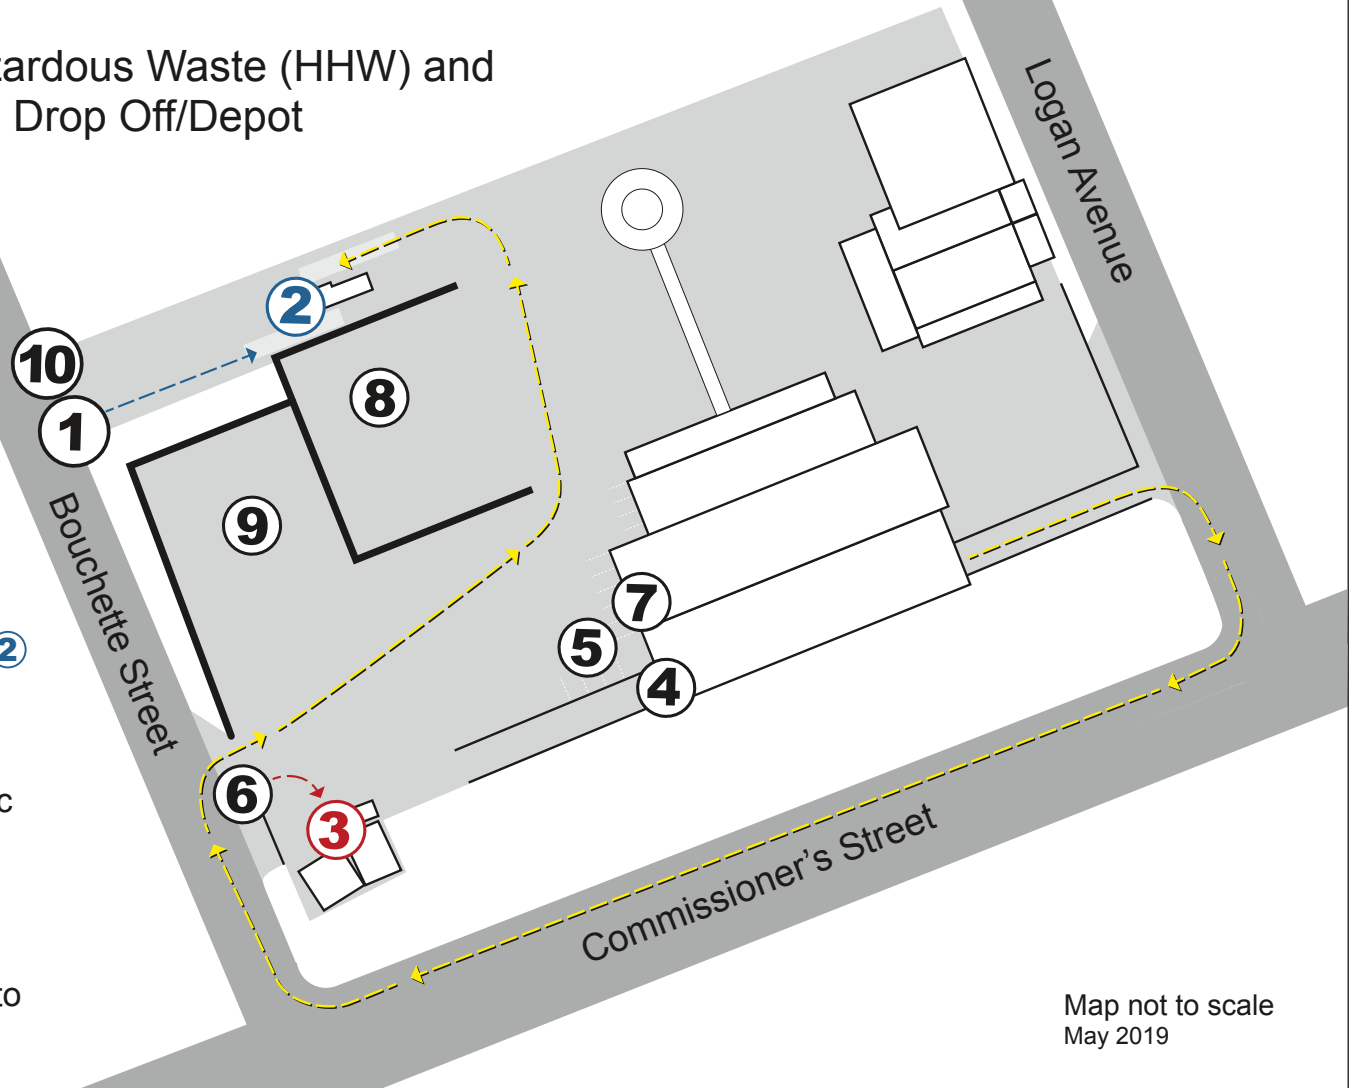 ardous Waste (HHW) and
Drop Off/Depot
Logan Avenue
2
10
1
8
9
Bouchette Street
2
7
5
4
6
3
c
Commissioner's Street
to
Map not to scale
May 2019